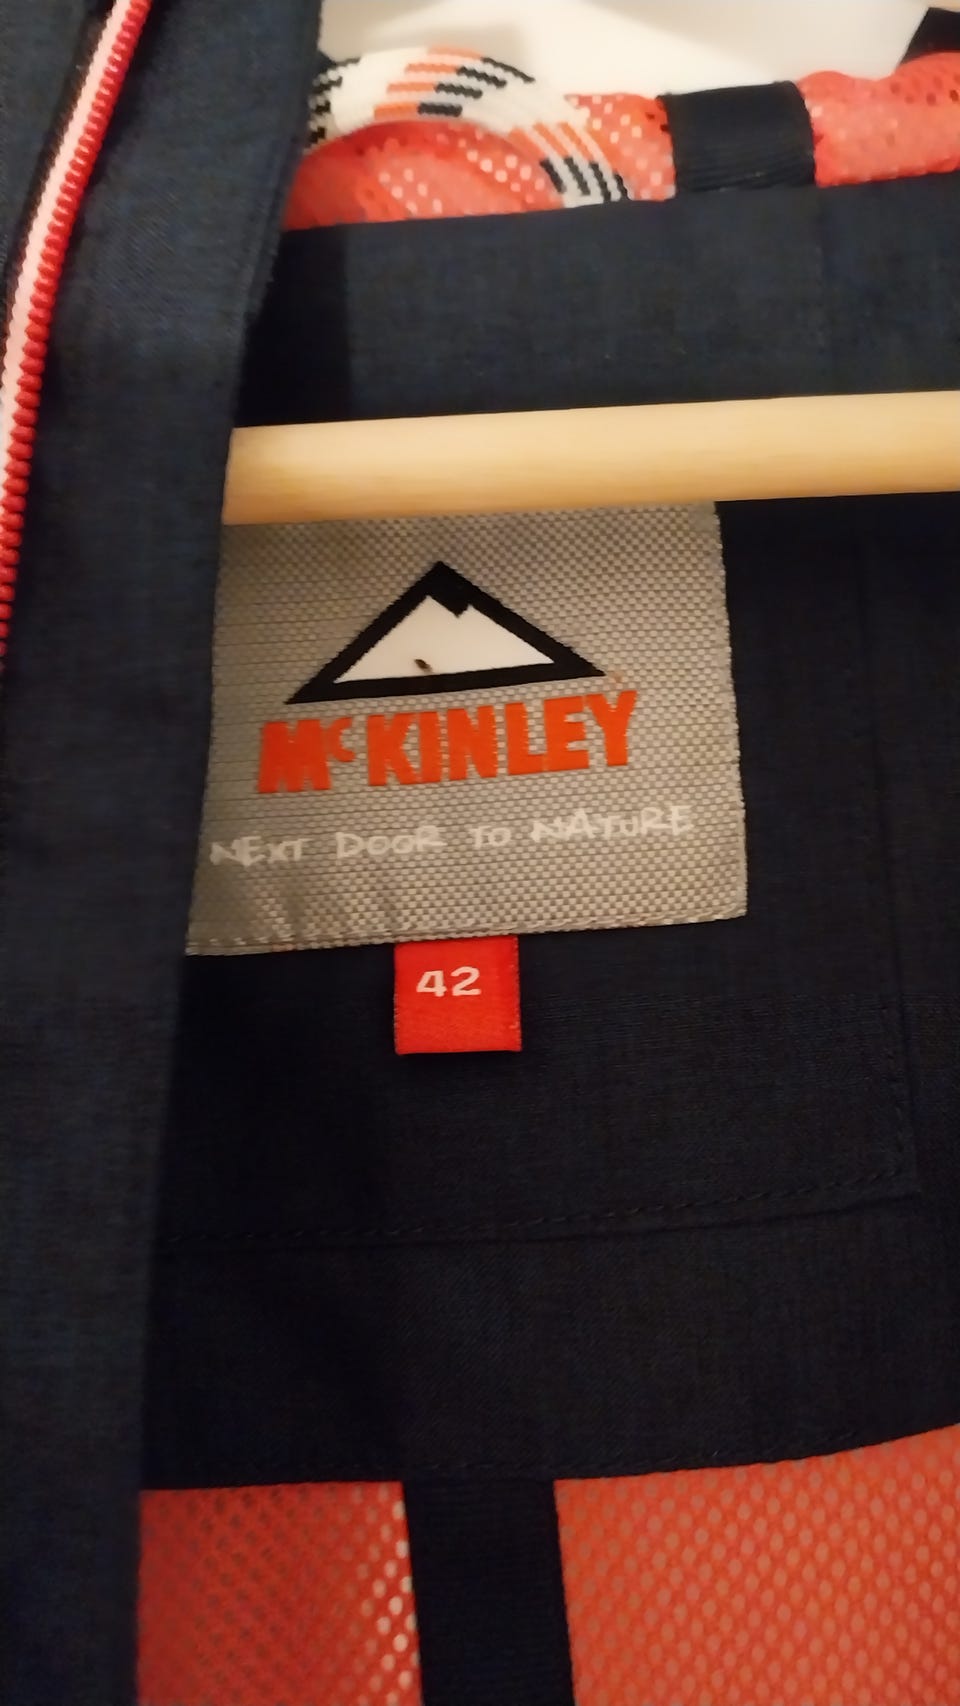 McKINLEY
NEXT DOOR TO NATURE
42